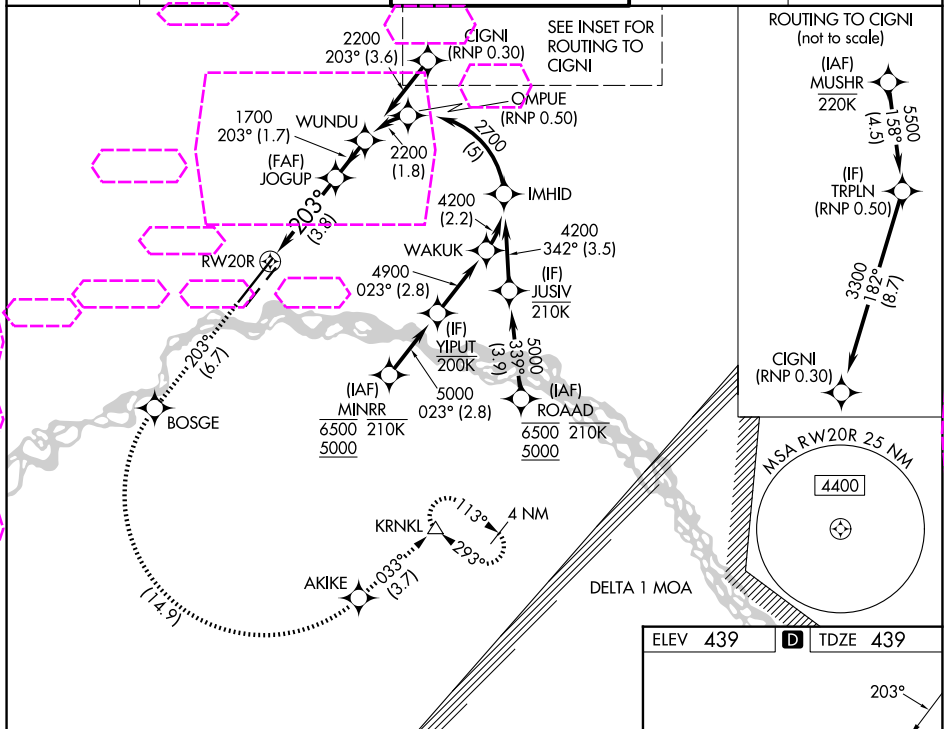 2200
203° (3.6)
CIGNI
(RNP 0.30)
SEE INSET FOR
ROUTING TO
CIGNI
ROUTING TO CIGNI
(not to scale)
(IAF)
MUSHR
220K
5500
158°
(4.5)
(IF)
TRPLN
(RNP 0.50)
3300
182°
(8.7)
CIGNI
(RNP 0.30)
1700
203° (1.7)
WUNDU
OMPUE
(RNP 0.50)
2200
(1.8)
2700
(5)
(FAF)
JOGUP
203°
(3.8)
IMHID
4200
(2.2)
4200
342° (3.5)
WAKUK
RW20R
4900
023° (2.8)
(IF)
JUSIV
210K
(IF)
YIPUT
200K
5000
339°
(3.9)
203°
(6.7)
5000
023° (2.8)
(IAF)
MINRR
6500 210K
5000
(IAF)
ROAAD
6500 210K
5000
BOSGE
MSA RW20R 25 NM
4400
113°
4 NM
KRNKL
293°
033°
(3.7)
AKIKE
(14.9)
DELTA 1 MOA
ELEV 439 D TDZE 439
203°